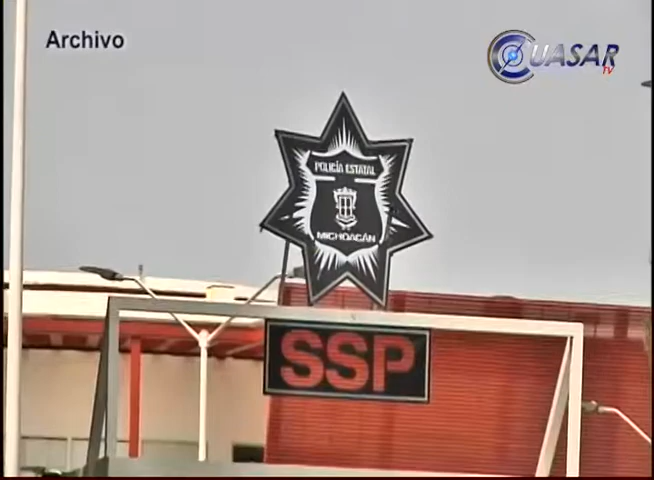 Archivo
QUASAR
TV
POLICÍA ESTATAL
MICHOACÁN
SSP